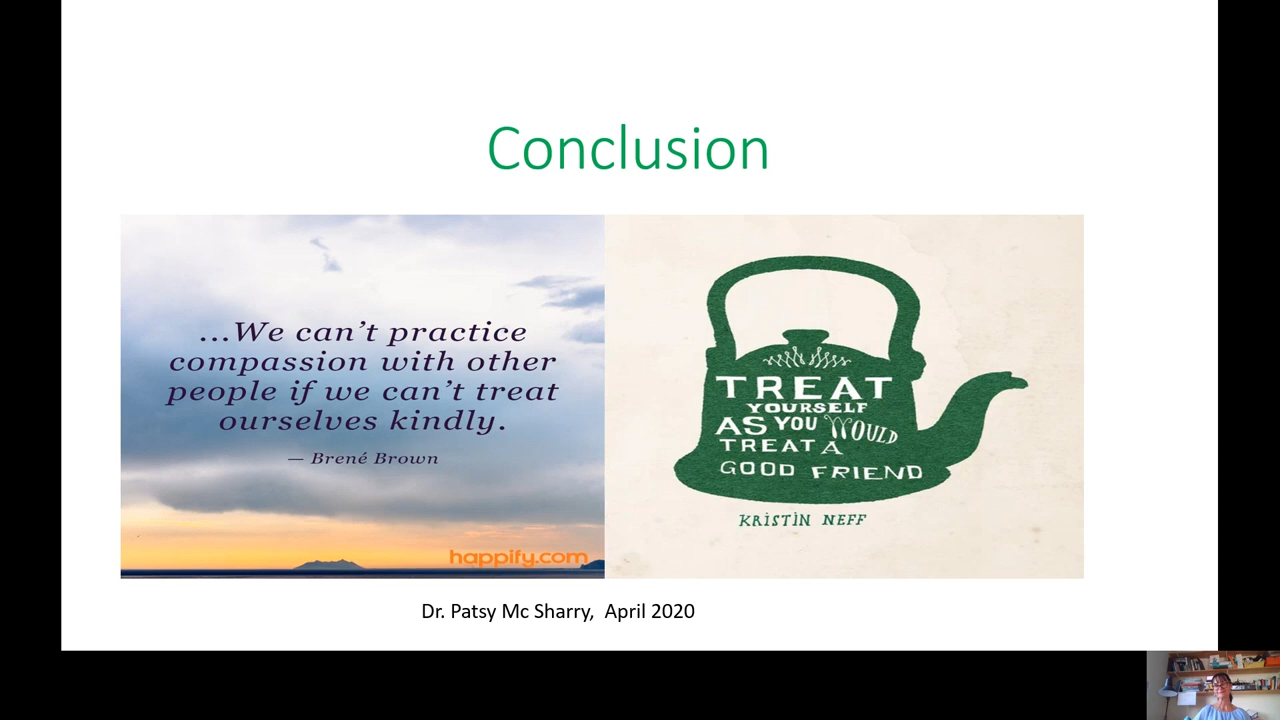 Conclusion
...We can't practice
compassion with other
people if we can't treat
ourselves kindly.
— Brené Brown
happify.com
TREAT
YOURSELF
AS YOU WOULD
TREAT A
GOOD FRIEND
KRISTIN NEFF
Dr. Patsy Mc Sharry, April 2020